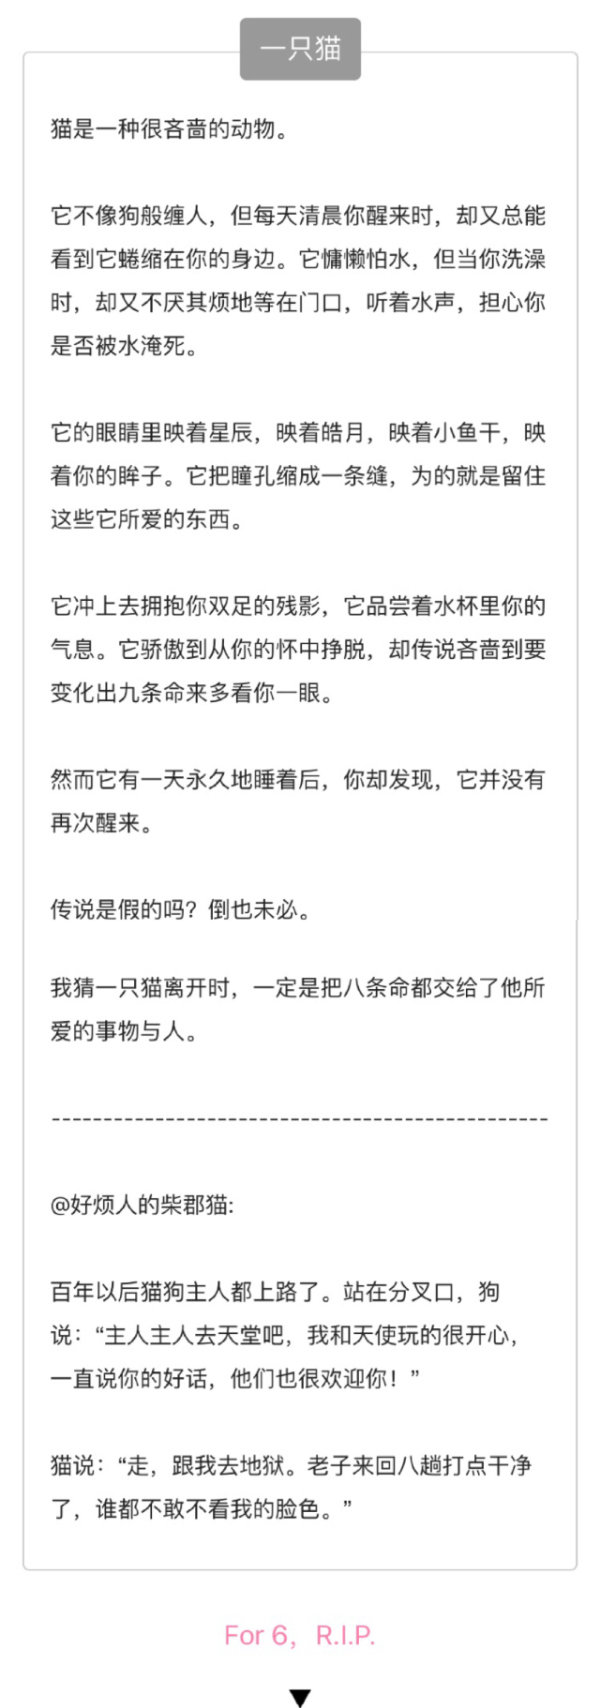 一只猫
猫是一种很吝啬的动物。
它不像狗般缠人，但每天清晨你醒来时，却又总能
看到它蜷缩在你的身边。它慵懒怕水，但当你洗澡
时，却又不厌其烦地等在门口，听着水声，担心你
是否被水淹死。
它的眼睛里映着星辰，映着皓月，映着小鱼干，映
着你的眸子。它把瞳孔缩成一条缝，为的就是留住
这些它所爱的东西。
它冲上去拥抱你双足的残影，它品尝着水杯里你的
气息。它骄傲到从你的怀中挣脱，却传说吝啬到要
变化出九条命来多看你一眼。
然而它有一天永久地睡着后，你却发现，它并没有
再次醒来。
传说是假的吗？倒也未必。
我猜一只猫离开时，一定是把八条命都交给了他所
爱的事物与人。
------------------------------------------------
@好烦人的柴郡猫:
百年以后猫狗主人都上路了。站在分叉口，狗
说：“主人主人去天堂吧，我和天使玩的很开心，
一直说你的好话，他们也很欢迎你！”
猫说：“走，跟我去地狱。老子来回八趟打点干净
了，谁都不敢不看我的脸色。”
For 6，R.I.P.